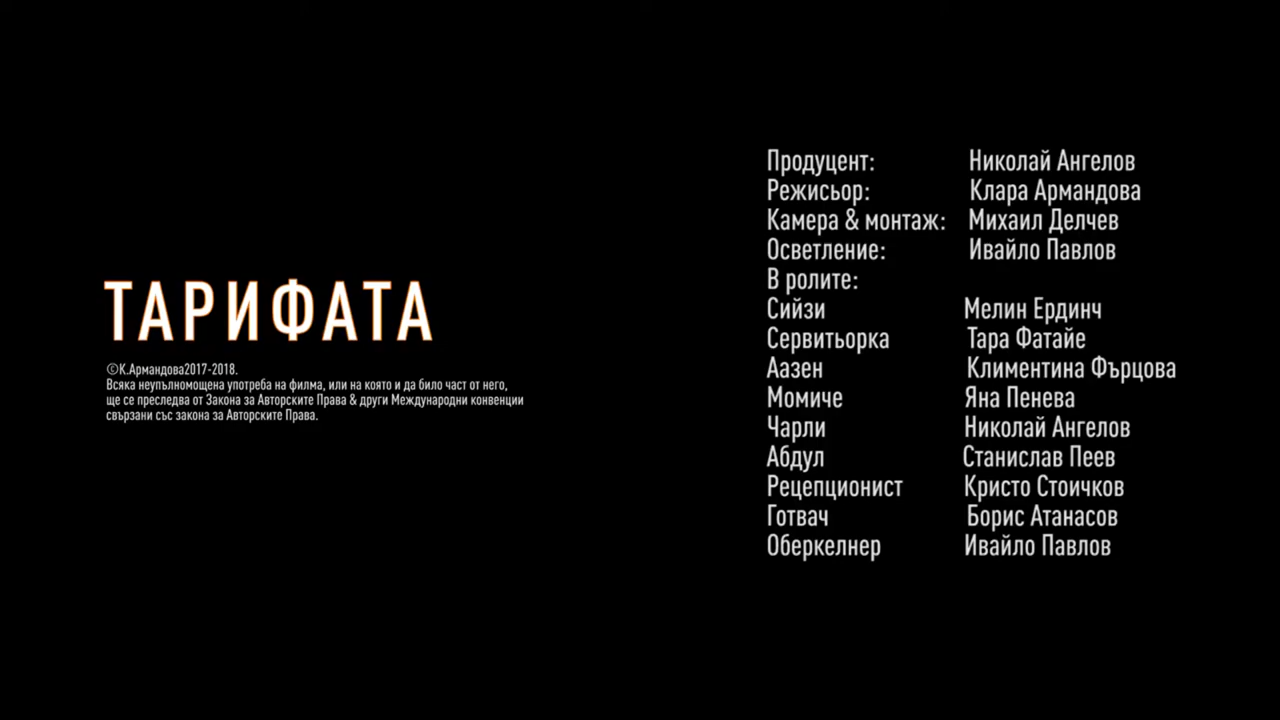 ТАРИФАТА
©К.Армандова2017-2018.
Всяка неупълномощена употреба на филма, или на която и да било част от него,
ще се преследва от Закона за Авторските Права & други Международни конвенции
свързани със закона за Авторските Права.
Продуцент: Николай Ангелов
Режисьор: Клара Армандова
Камера & монтаж: Михаил Делчев
Осветление: Ивайло Павлов
В ролите:
Сийзи Мелин Ердинч
Сервитьорка Тара Фатайе
Аазен Климентина Фърцова
Момиче Яна Пенева
Чарли Николай Ангелов
Абдул Станислав Пеев
Рецепционист Кристо Стоичков
Готвач Борис Атанасов
Оберкелнер Ивайло Павлов